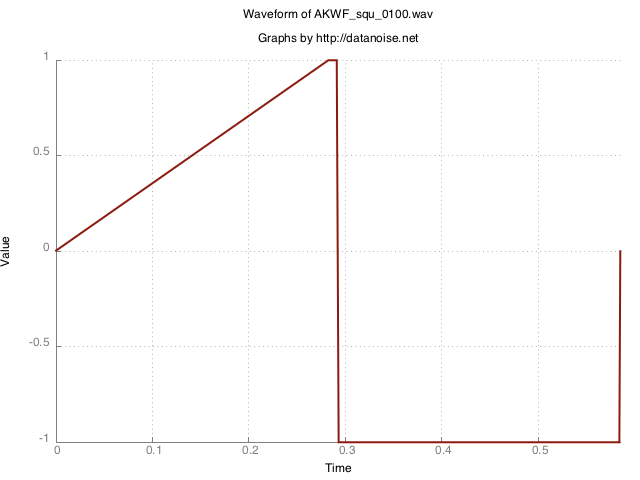 Waveform of AKWF_squ_0100.wav
Graphs by http://datanoise.net
1
0.5
0
-0.5
-1
Value
0 0.1 0.2 0.3 0.4 0.5
Time